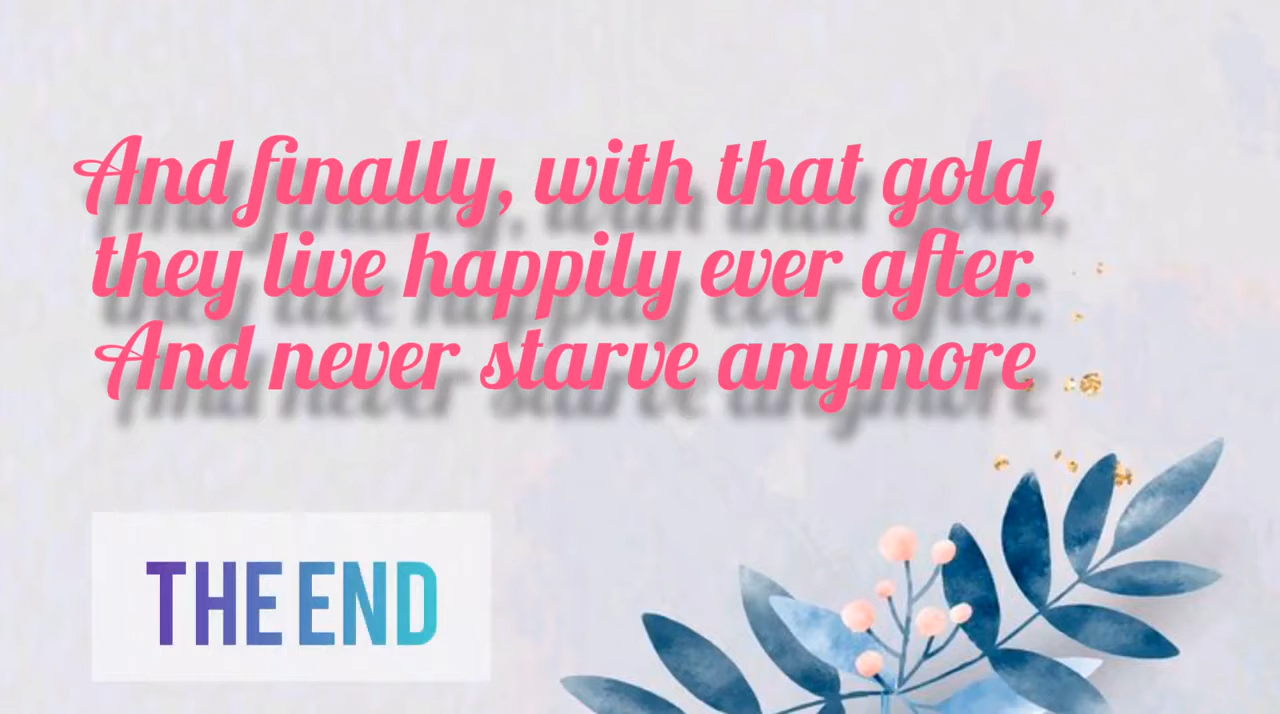 And finally, with that gold,
they live happily ever after.
And never starve anymore
THE END